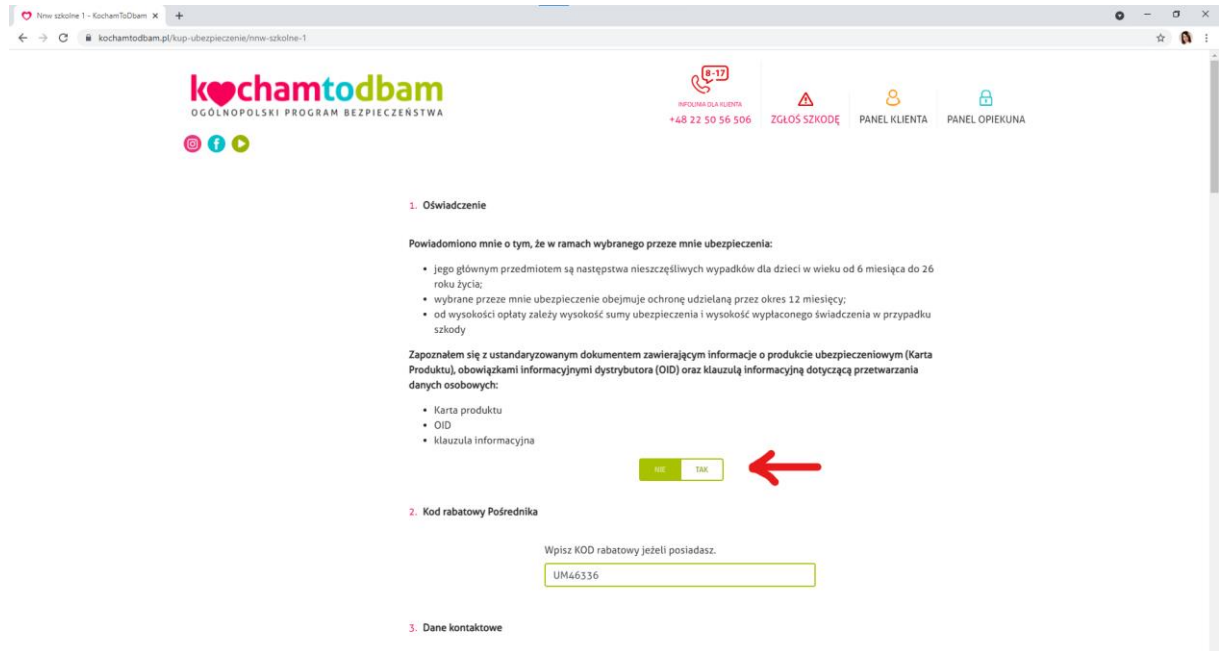 Nnw szkolne 1 - KochamToDbam
kochamtodbam.pl/kup-ubezpieczenie/nnw-szkolne-1
kochamtodbam
OGÓLNOPOLSKI PROGRAM BEZPIECZEŃSTWA
8-17
INFOLINIA DLA KLIENTA
+48 22 50 56 506
ZGŁOŚ SZKODĘ
PANEL KLIENTA
PANEL OPIEKUNA
1. Oświadczenie
Powiadomiono mnie o tym, że w ramach wybranego przeze mnie ubezpieczenia:
• jego głównym przedmiotem są następstwa nieszczęśliwych wypadków dla dzieci w wieku od 6 miesiąca do 26
roku życia;
• wybrane przeze mnie ubezpieczenie obejmuje ochronę udzielaną przez okres 12 miesięcy;
• od wysokości opłaty zależy wysokość sumy ubezpieczenia i wysokość wypłaconego świadczenia w przypadku
szkody
Zapoznałem się z ustandaryzowanym dokumentem zawierającym informacje o produkcie ubezpieczeniowym (Karta
Produktu), obowiązkami informacyjnymi dystrybutora (OID) oraz klauzulą informacyjną dotyczącą przetwarzania
danych osobowych:
• Karta produktu
• OID
• klauzula informacyjna
NIE TAK
2. Kod rabatowy Pośrednika
Wpisz KOD rabatowy jeżeli posiadasz.
UM46336
3. Dane kontaktowe